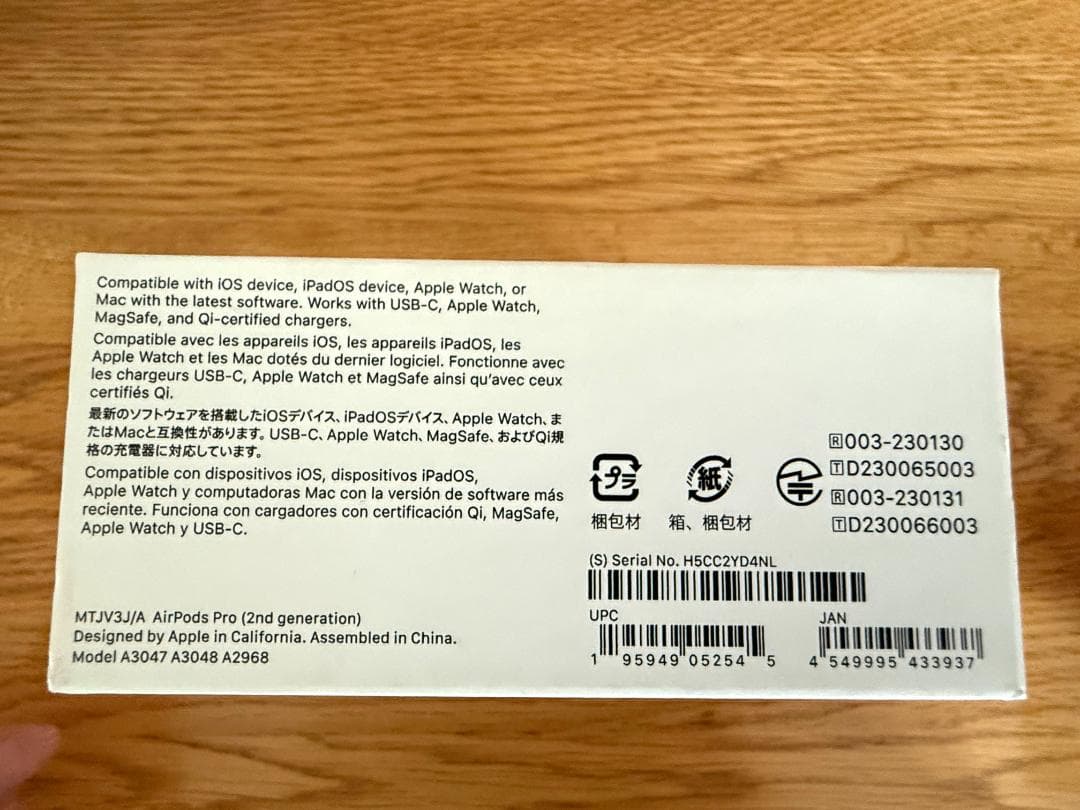 Compatible with iOS device, iPadOS device, Apple Watch, or
Mac with the latest software. Works with USB-C, Apple Watch,
MagSafe, and Qi-certified chargers.
Compatible avec les appareils iOS, les appareils iPadOS, les
Apple Watch et les Mac dotés du dernier logiciel. Fonctionne avec
les chargeurs USB-C, Apple Watch et MagSafe ainsi qu'avec ceux
certifiés Qi.
最新のソフトウェアを搭載したiOSデバイス、iPadOSデバイス、Apple Watch、ま
たはMacと互換性があります。USB-C、Apple Watch、MagSafe、およびQi規
格の充電器に対応しています。
Compatible con dispositivos iOS, dispositivos iPadOS,
Apple Watch y computadoras Mac con la versión de software más
reciente. Funciona con cargadores con certificación Qi, MagSafe,
Apple Watch y USB-C.
MTJV3J/A AirPods Pro (2nd generation)
Designed by Apple in California. Assembled in China.
Model A3047 A3048 A2968
プラ
紙
梱包材
箱、梱包材
R 003-230130
T D230065003
R 003-230131
T D230066003
(S) Serial No. H5CC2YD4NL
UPC
1 95949 05254 5
JAN
4 549995 433937